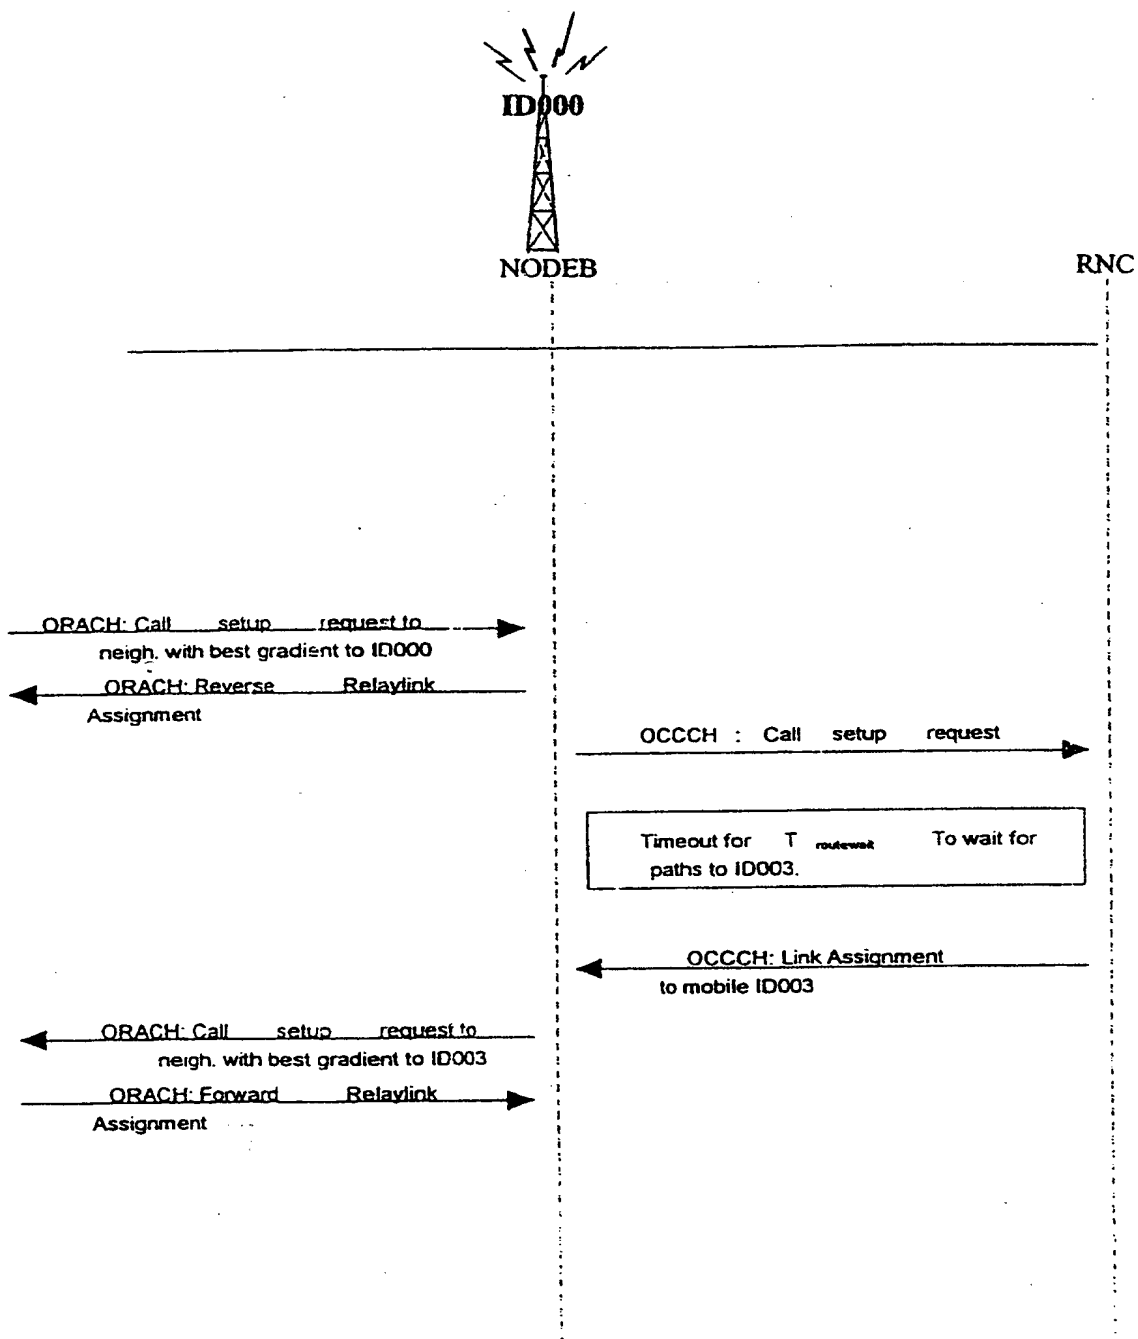 ID000
NODEB
RNC
ORACH: Call setup request to
neigh. with best gradient to ID000
ORACH: Reverse Relaylink
Assignment
OCCCH : Call setup request
Timeout for T routewait To wait for
paths to ID003.
OCCCH: Link Assignment
to mobile ID003
ORACH: Call setup request to
neigh. with best gradient to ID003
ORACH: Forward Relaylink
Assignment